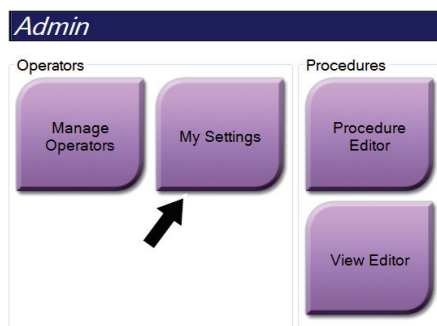 Admin
Operators
Manage
Operators
My Settings
Procedures
Procedure
Editor
View Editor